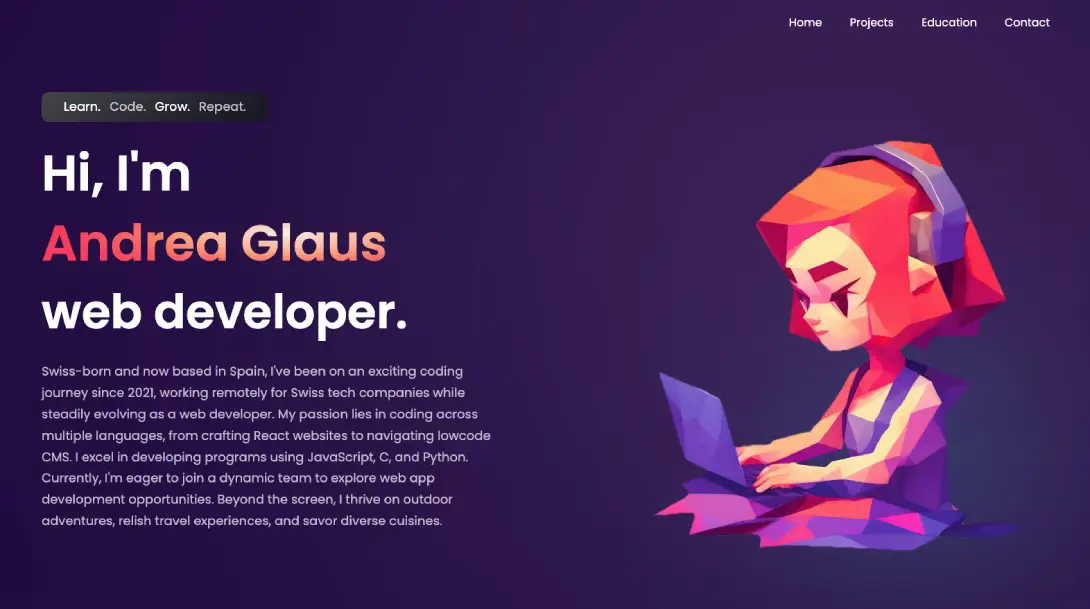 Home Projects Education Contact
Learn. Code. Grow. Repeat.
Hi, I'm
Andrea Glaus
web developer.
Swiss-born and now based in Spain, I've been on an exciting coding
journey since 2021, working remotely for Swiss tech companies while
steadily evolving as a web developer. My passion lies in coding across
multiple languages, from crafting React websites to navigating lowcode
CMS. I excel in developing programs using JavaScript, C, and Python.
Currently, I'm eager to join a dynamic team to explore web app
development opportunities. Beyond the screen, I thrive on outdoor
adventures, relish travel experiences, and savor diverse cuisines.